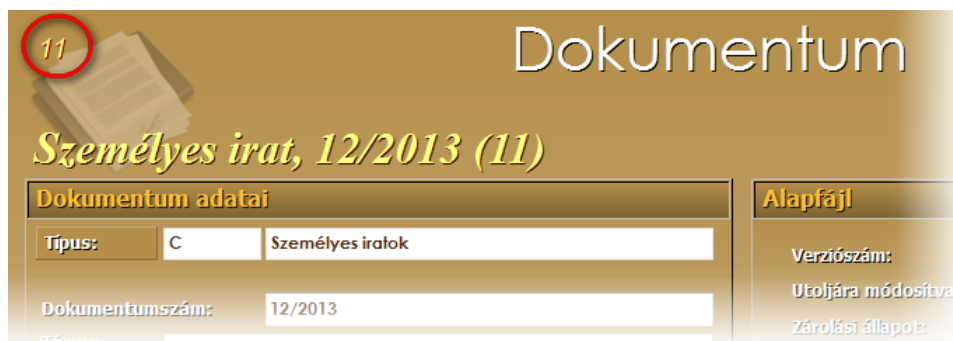 11
Dokumentum
Személyes irat, 12/2013 (11)
Dokumentum adatai
Típus: C Személyes iratok
Dokumentumszám: 12/2013
Alapfájl
Verziószám:
Utoljára módosítva
Zárolási állapot: